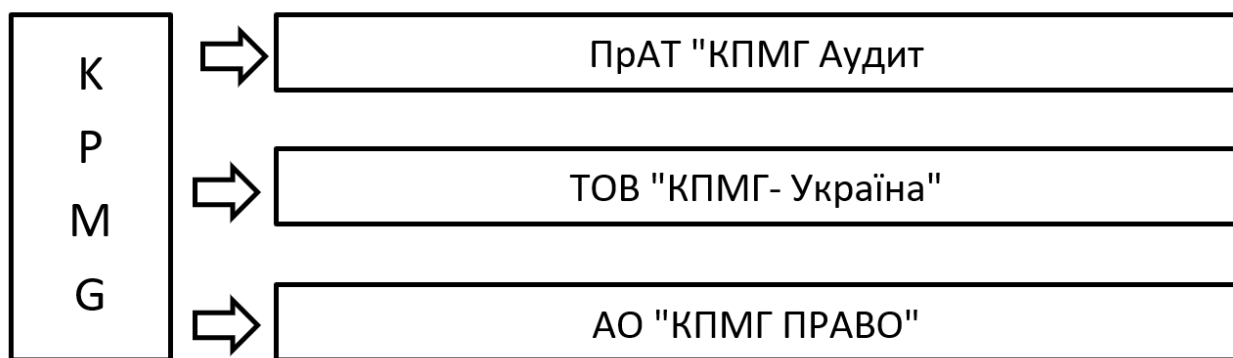 K
P
M
G
ПрАТ "КПМГ Аудит
ТОВ "КПМГ- Україна"
АО "КПМГ ПРАВО"